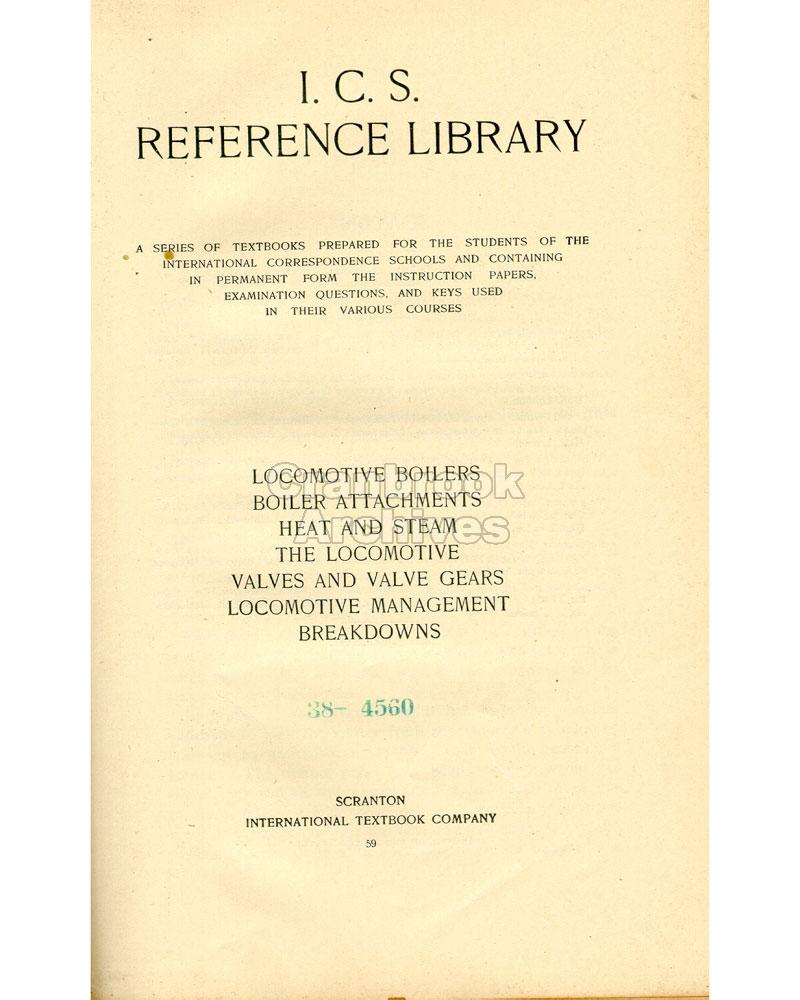 I. C. S.
REFERENCE LIBRARY
A SERIES OF TEXTBOOKS PREPARED FOR THE STUDENTS OF THE
INTERNATIONAL CORRESPONDENCE SCHOOLS AND CONTAINING
IN PERMANENT FORM THE INSTRUCTION PAPERS,
EXAMINATION QUESTIONS, AND KEYS USED
IN THEIR VARIOUS COURSES
LOCOMOTIVE BOILERS
Cranbrook
BOILER ATTACHMENTS
Archives
HEAT AND STEAM
THE LOCOMOTIVE
VALVES AND VALVE GEARS
LOCOMOTIVE MANAGEMENT
BREAKDOWNS
38- 4560
SCRANTON
INTERNATIONAL TEXTBOOK COMPANY
59